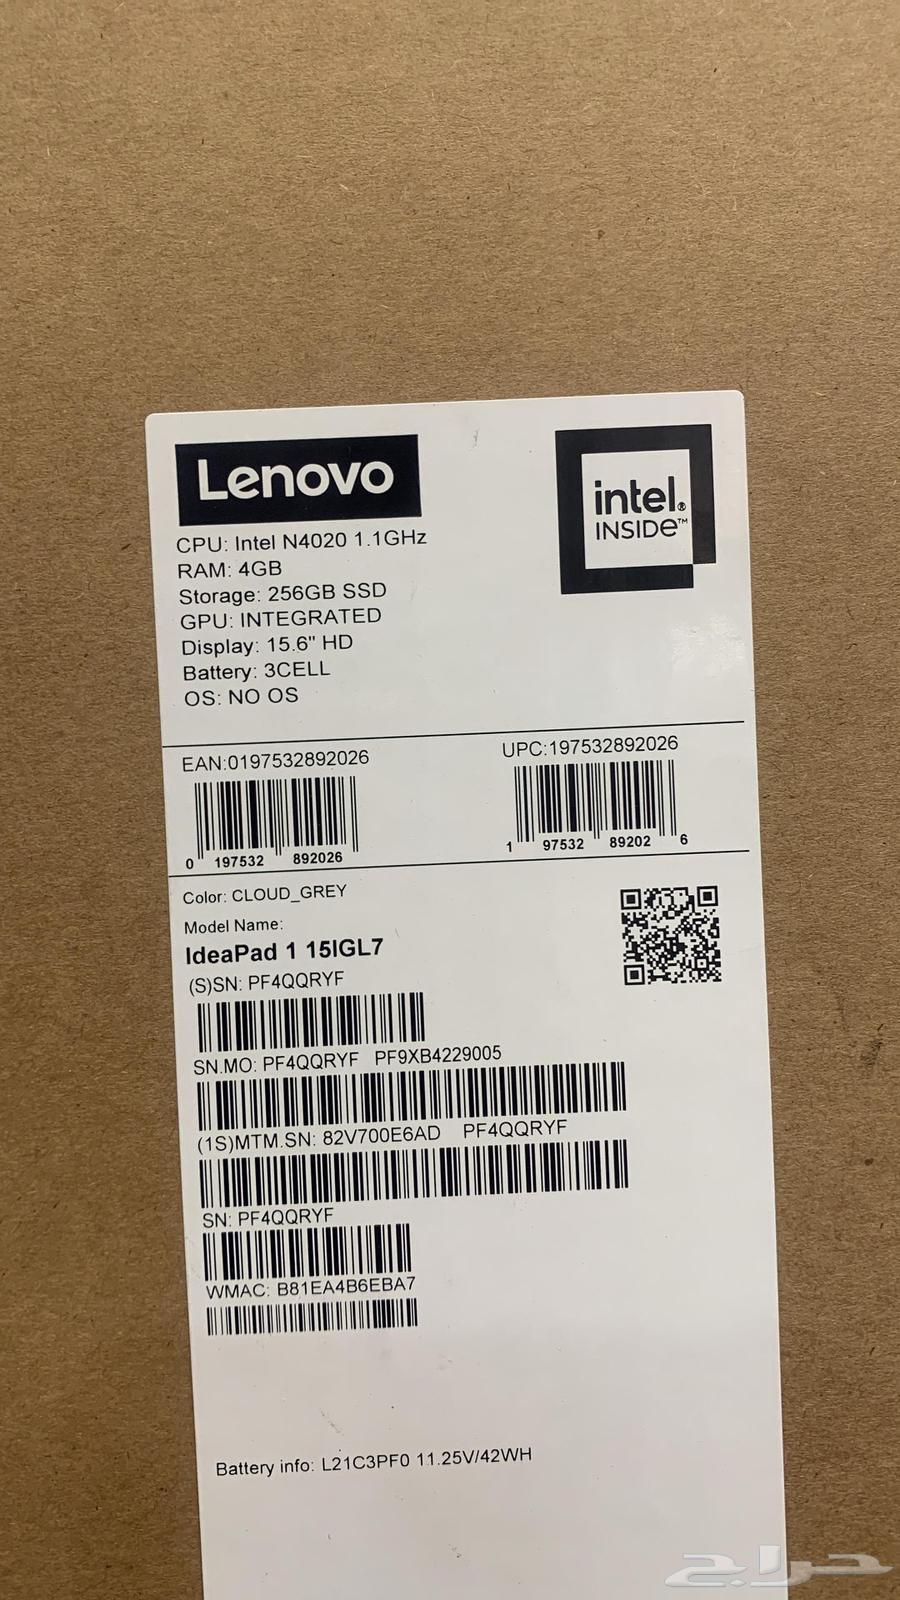 Lenovo
intel®
INSIDE™
CPU: Intel N4020 1.1GHz
RAM: 4GB
Storage: 256GB SSD
GPU: INTEGRATED
Display: 15.6" HD
Battery: 3CELL
OS: NO OS
EAN:0197532892026
0 197532 892026
UPC:197532892026
1 97532 89202 6
Color: CLOUD_GREY
Model Name:
IdeaPad 1 15IGL7
(S)SN: PF4QQRYF
SN.MO: PF4QQRYF PF9XB4229005
(1S)MTM.SN: 82V700E6AD PF4QQRYF
SN: PF4QQRYF
WMAC: B81EA4B6EBA7
Battery info: L21C3PF0 11.25V/42WH
حراج